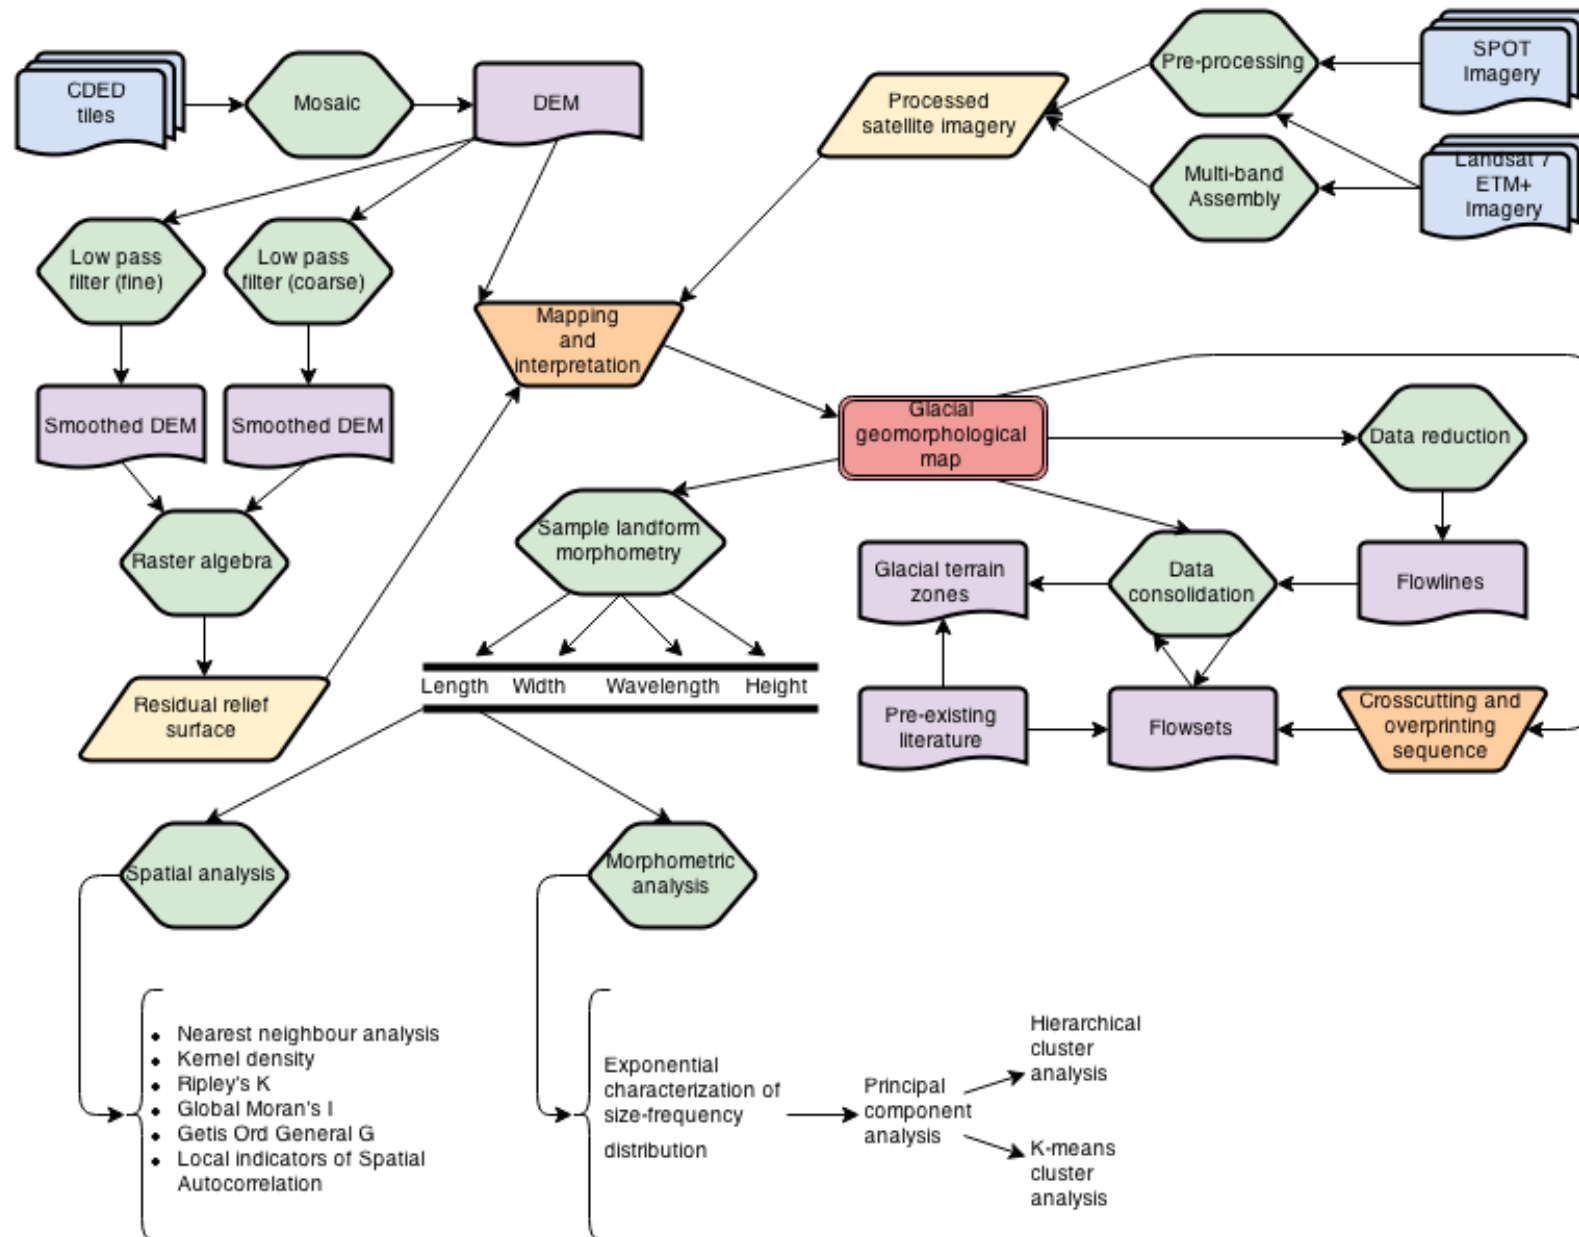 CDED
tiles
Mosaic
DEM
Processed
satellite imagery
Pre-processing
SPOT
Imagery
Multi-band
Assembly
Landsat 7
ETM+
Imagery
Low pass
filter (fine)
Low pass
filter (coarse)
Mapping
and
interpretation
Smoothed DEM
Smoothed DEM
Glacial
geomorphological
map
Data reduction
Raster algebra
Sample landform
morphometry
Glacial terrain
zones
Data
consolidation
Flowlines
Length Width Wavelength Height
Residual relief
surface
Pre-existing
literature
Flowsets
Crosscutting and
overprinting
sequence
Spatial analysis
Morphometric
analysis
• Nearest neighbour analysis
• Kernel density
• Ripley's K
• Global Moran's I
• Getis Ord General G
• Local indicators of Spatial
Autocorrelation
Exponential
characterization of
size-frequency
distribution
Principal
component
analysis
Hierarchical
cluster
analysis
K-means
cluster
analysis